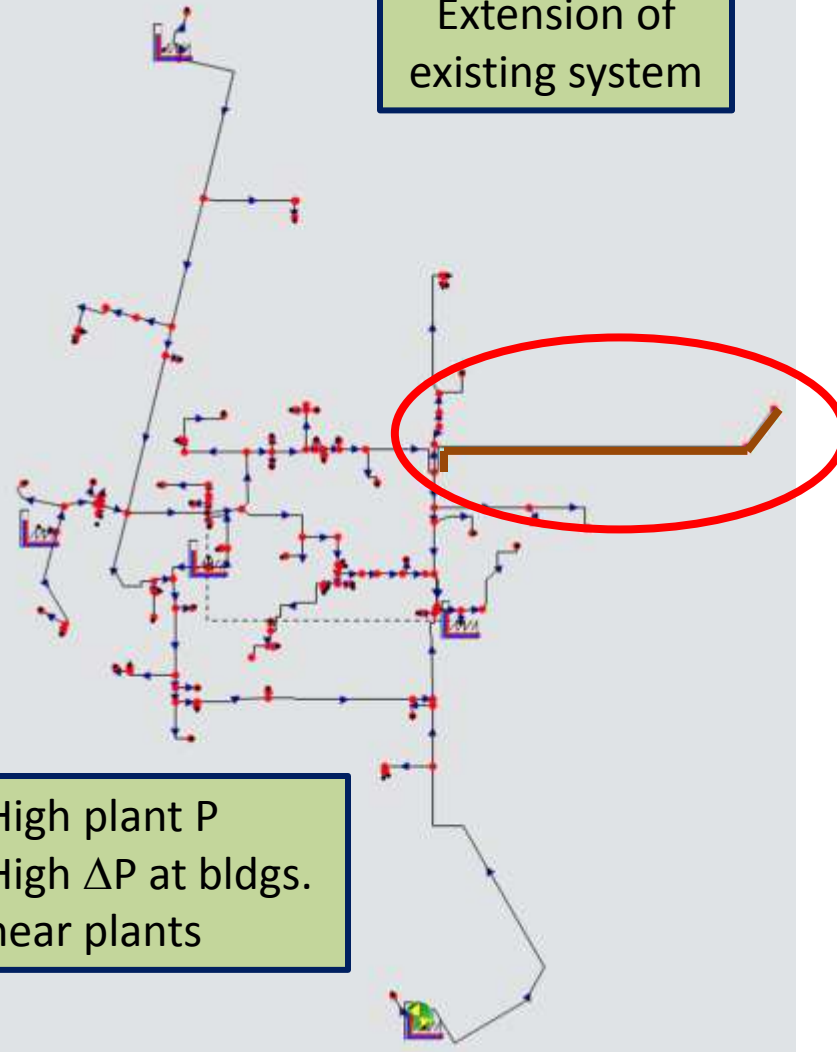 Extension of
existing system
High plant P
High ΔP at bldgs.
near plants